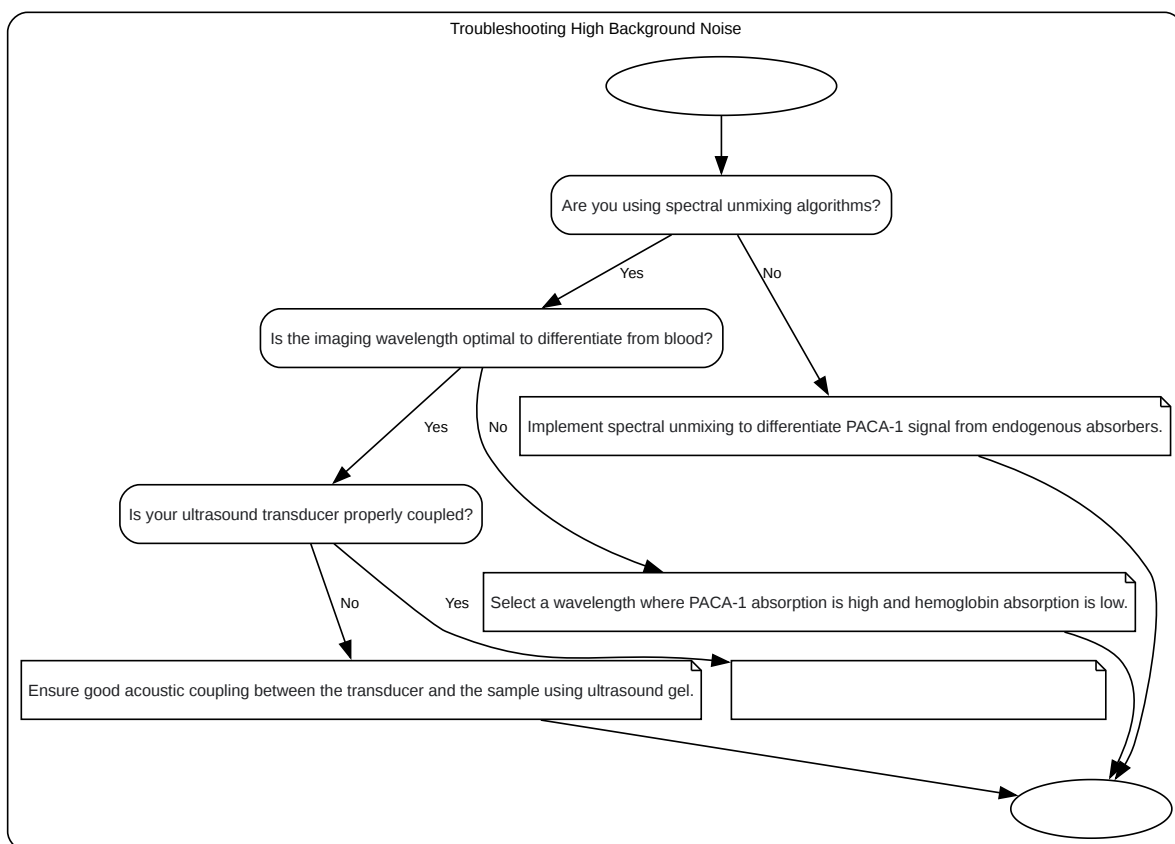 Troubleshooting High Background Noise
Are you using spectral unmixing algorithms?
Yes
No
Is the imaging wavelength optimal to differentiate from blood?
Yes
No
Implement spectral unmixing to differentiate PACA-1 signal from endogenous absorbers.
Is your ultrasound transducer properly coupled?
No
Yes
Select a wavelength where PACA-1 absorption is high and hemoglobin absorption is low.
Ensure good acoustic coupling between the transducer and the sample using ultrasound gel.